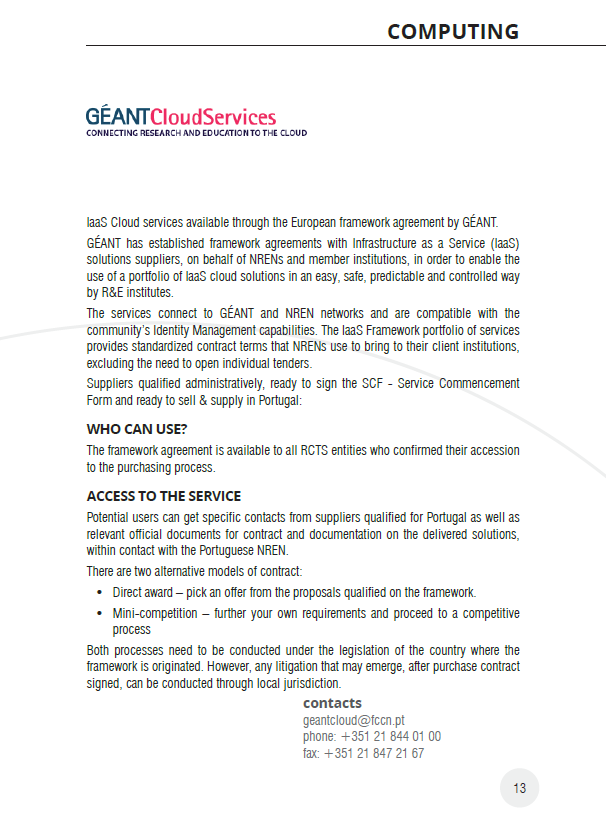 COMPUTING
GÉANTCloudServices
CONNECTING RESEARCH AND EDUCATION TO THE CLOUD
IaaS Cloud services available through the European framework agreement by GÉANT.
GÉANT has established framework agreements with Infrastructure as a Service (IaaS)
solutions suppliers, on behalf of NRENs and member institutions, in order to enable the
use of a portfolio of IaaS cloud solutions in an easy, safe, predictable and controlled way
by R&E institutes.
The services connect to GÉANT and NREN networks and are compatible with the
community's Identity Management capabilities. The IaaS Framework portfolio of services
provides standardized contract terms that NRENs use to bring to their client institutions,
excluding the need to open individual tenders.
Suppliers qualified administratively, ready to sign the SCF - Service Commencement
Form and ready to sell & supply in Portugal:
WHO CAN USE?
The framework agreement is available to all RCTS entities who confirmed their accession
to the purchasing process.
ACCESS TO THE SERVICE
Potential users can get specific contacts from suppliers qualified for Portugal as well as
relevant official documents for contract and documentation on the delivered solutions,
within contact with the Portuguese NREN.
There are two alternative models of contract:
• Direct award – pick an offer from the proposals qualified on the framework.
• Mini-competition – further your own requirements and proceed to a competitive
process
Both processes need to be conducted under the legislation of the country where the
framework is originated. However, any litigation that may emerge, after purchase contract
signed, can be conducted through local jurisdiction.
contacts
geantcloud@fccn.pt
phone: +351 21 844 01 00
fax: +351 21 847 21 67
13